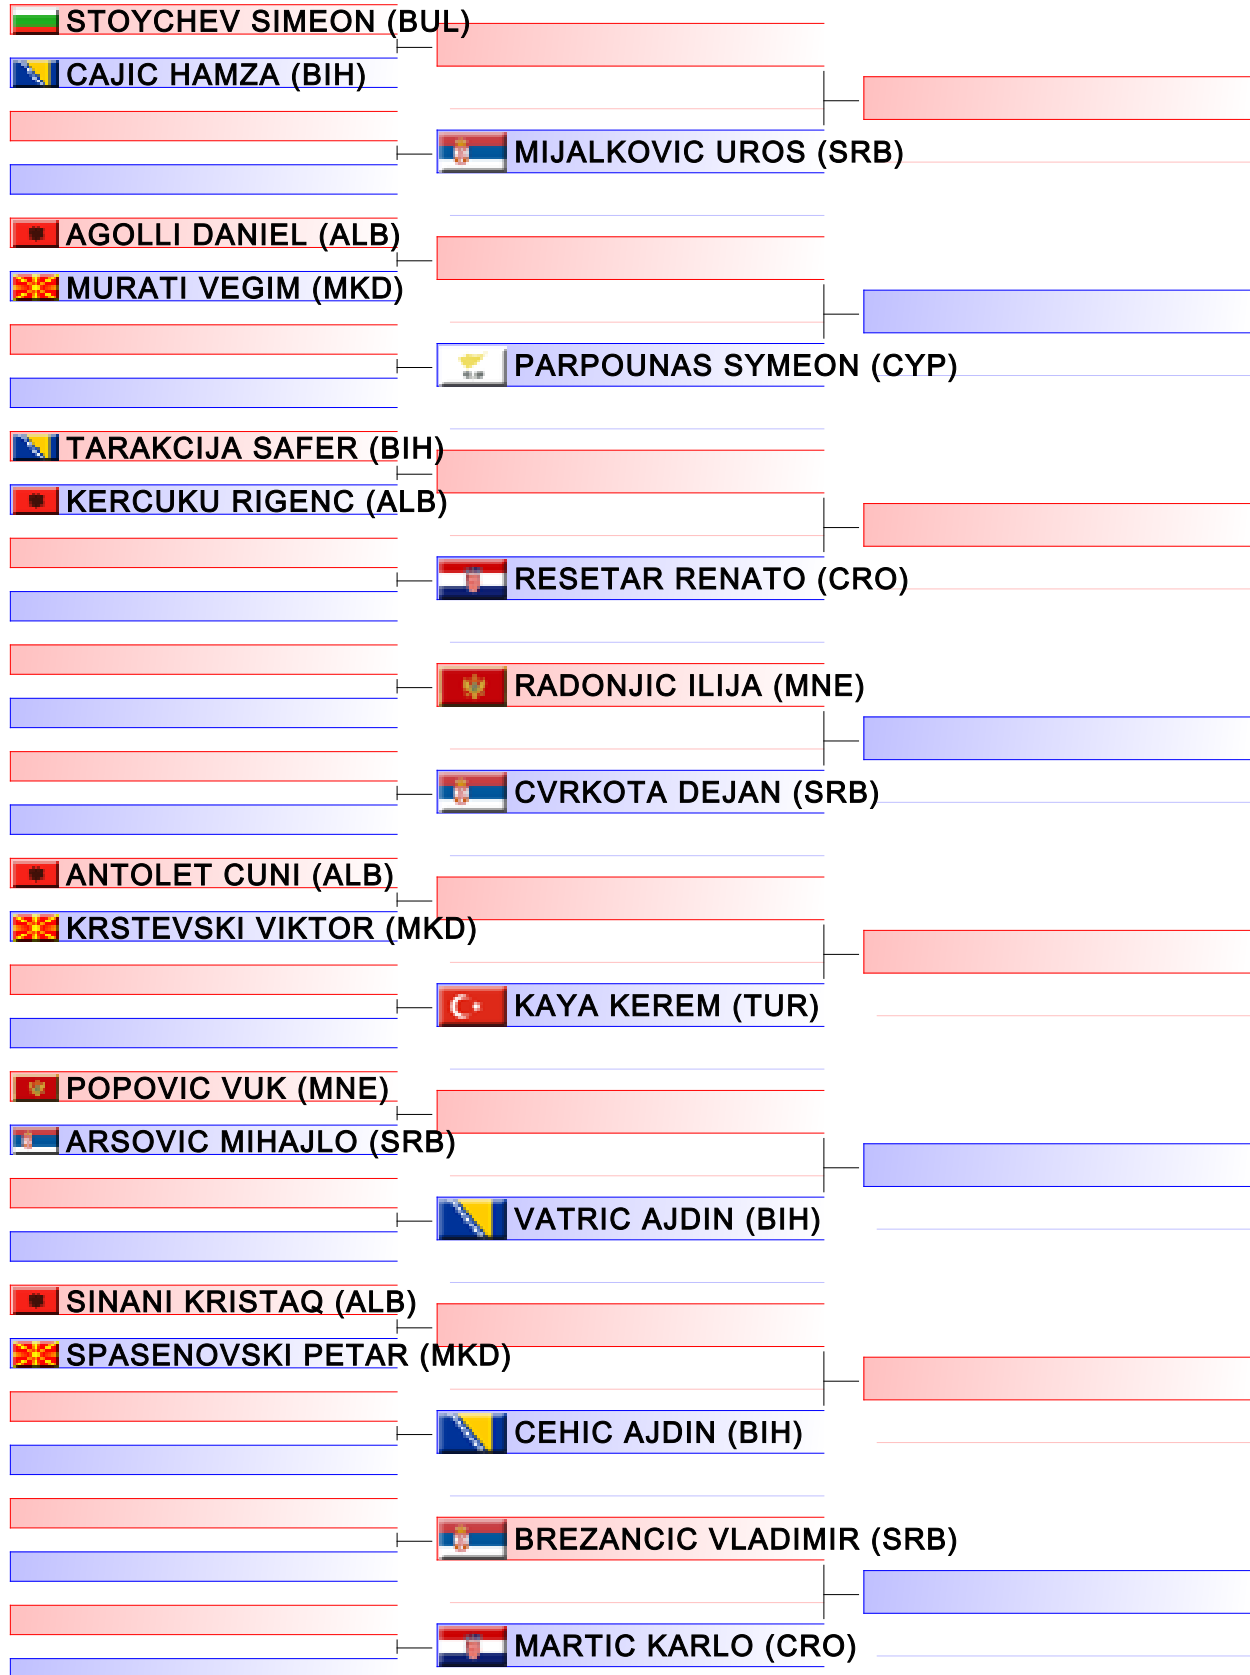 STOYCHEV SIMEON (BUL)
CAJIC HAMZA (BIH)
MIJALKOVIC UROS (SRB)
AGOLLI DANIEL (ALB)
MURATI VEGIM (MKD)
PARPOUNAS SYMEON (CYP)
TARAKCIJA SAFER (BIH)
KERCUKU RIGENC (ALB)
RESETAR RENATO (CRO)
RADONJIC ILIJA (MNE)
CVRKOTA DEJAN (SRB)
ANTOLET CUNI (ALB)
KRSTEVSKI VIKTOR (MKD)
KAYA KEREM (TUR)
POPOVIC VUK (MNE)
ARSOVIC MIHAJLO (SRB)
VATRIC AJDIN (BIH)
SINANI KRISTAQ (ALB)
SPASENOVSKI PETAR (MKD)
CEHIC AJDIN (BIH)
BREZANCIC VLADIMIR (SRB)
MARTIC KARLO (CRO)